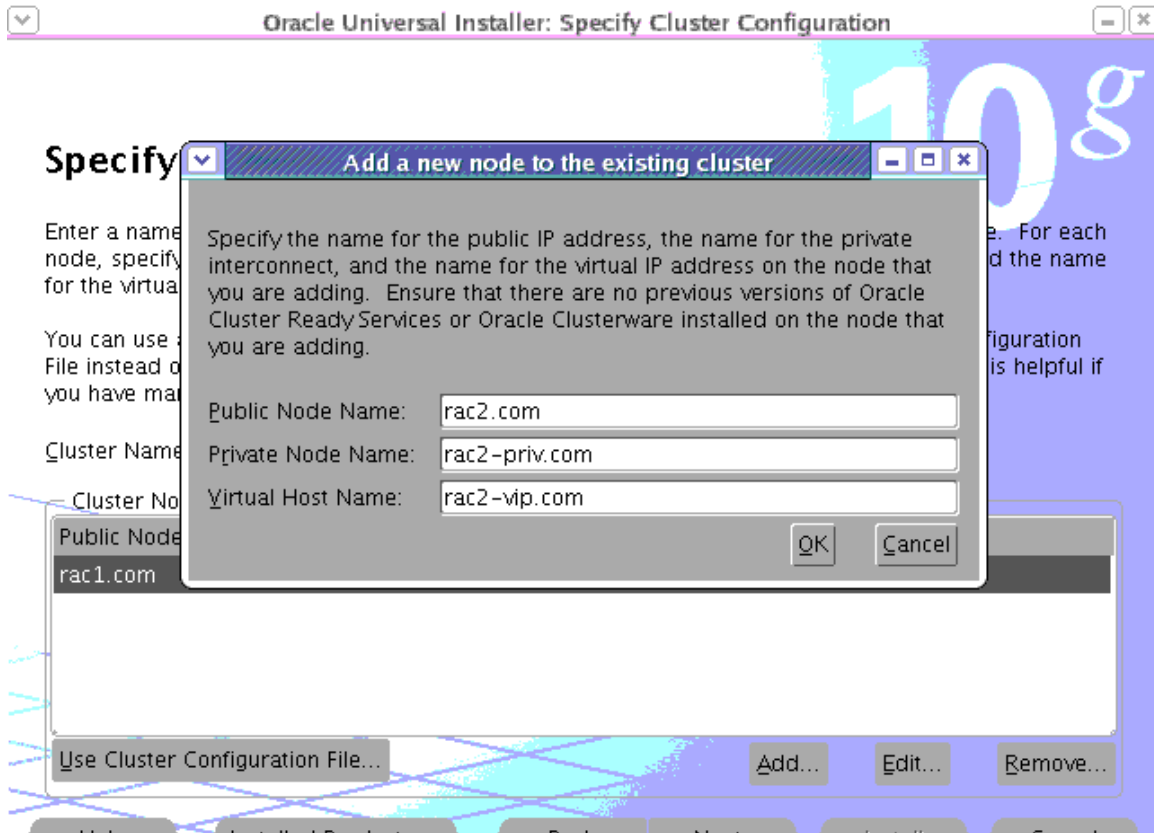 Oracle Universal Installer: Specify Cluster Configuration
10g
Specify
Enter a name
e. For each
node, specify
d the name
for the virtua
You can use
figuration
File instead o
is helpful if
you have ma
Cluster Name
Cluster No
Public Node
rac1.com
Add a new node to the existing cluster
Specify the name for the public IP address, the name for the private
interconnect, and the name for the virtual IP address on the node that
you are adding. Ensure that there are no previous versions of Oracle
Cluster Ready Services or Oracle Clusterware installed on the node that
you are adding.
Public Node Name: rac2.com
Private Node Name: rac2-priv.com
Virtual Host Name: rac2-vip.com
OK Cancel
Use Cluster Configuration File... Add... Edit... Remove...